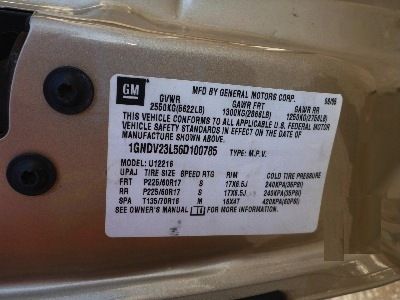 GM
MFD BY GENERAL MOTORS CORP 08/05
GVWR GAWR FRT GAWR RR
2550KG(5622LB) 1300KG(2866LB) 1250KG(2756LB)
THIS VEHICLE CONFORMS TO ALL APPLICABLE U.S. FEDERAL MOTOR
VEHICLE SAFETY STANDARDS IN EFFECT ON THE DATE OF
MANUFACTURE SHOWN ABOVE.
1GNDV23L56D100785 TYPE: M.P.V.
MODEL: U12216
UPAJ TIRE SIZE SPEED RTG RIM COLD TIRE PRESSURE
FRT P225/60R17 S 17X6.5J 240KPA(35PSI)
RR P225/60R17 S 17X6.5J 240KPA(35PSI)
SPA T135/70R16 M 16X4T 420KPA(60PSI)
SEE OWNER'S MANUAL FOR MORE INFORMATION.